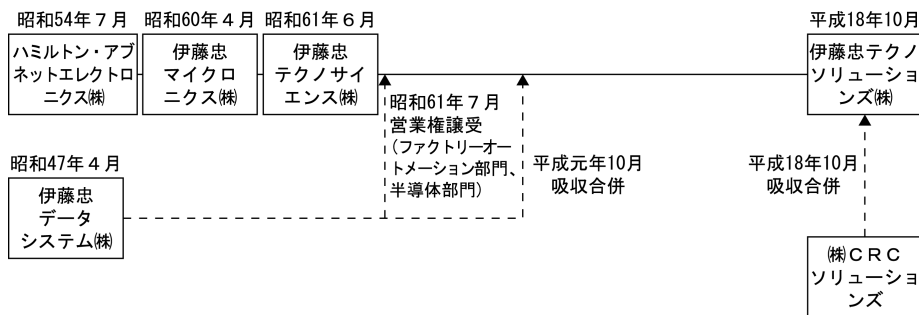 昭和54年７月
ハミルトン・アブ
ネットエレクトロ
ニクス㈱
昭和60年４月
伊藤忠
マイクロ
ニクス㈱
昭和61年６月
伊藤忠
テクノサイ
エンス㈱
平成18年10月
伊藤忠テクノ
ソリューショ
ンズ㈱
昭和61年７月
営業権譲受
(ファクトリーオー
トメーション部門、
半導体部門)
平成元年10月
吸収合併
平成18年10月
吸収合併
昭和47年４月
伊藤忠
データ
システム㈱
㈱ＣＲＣ
ソリューショ
ンズ